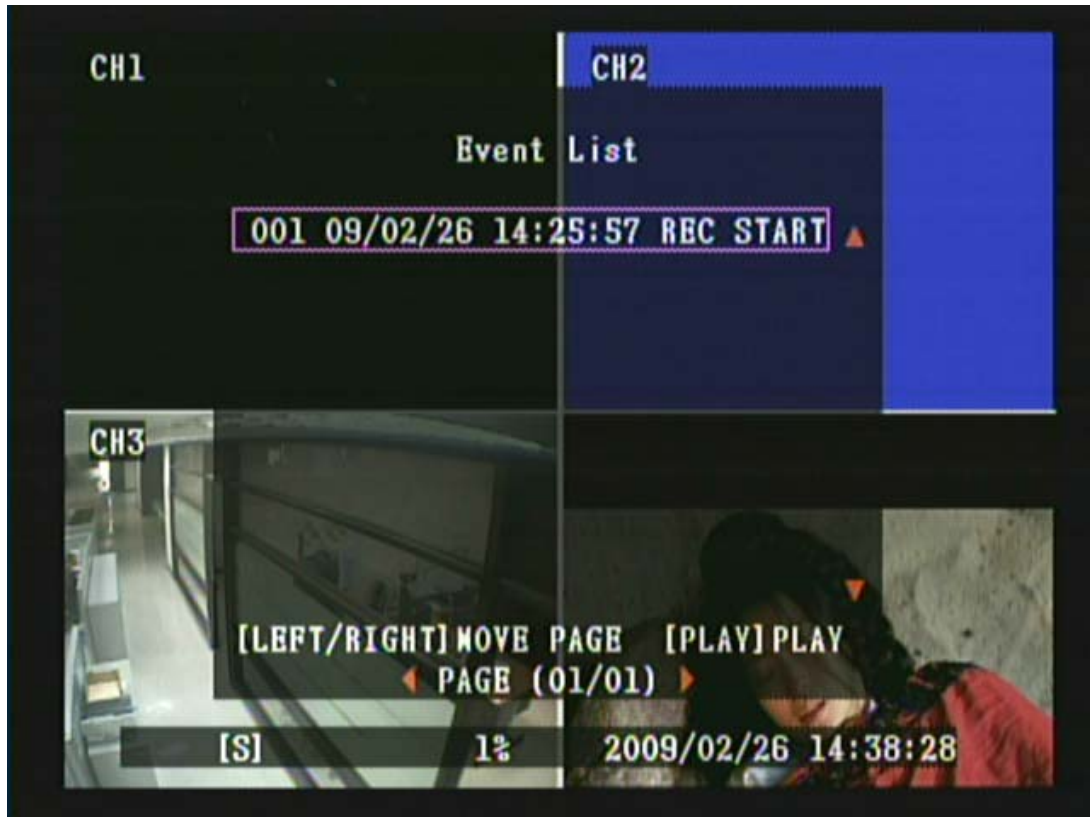 CH1
CH2
Event List
001 09/02/26 14:25:57 REC START
CH3
[LEFT/RIGHT]MOVE PAGE [PLAY]PLAY
PAGE (01/01)
[S] 1% 2009/02/26 14:38:28